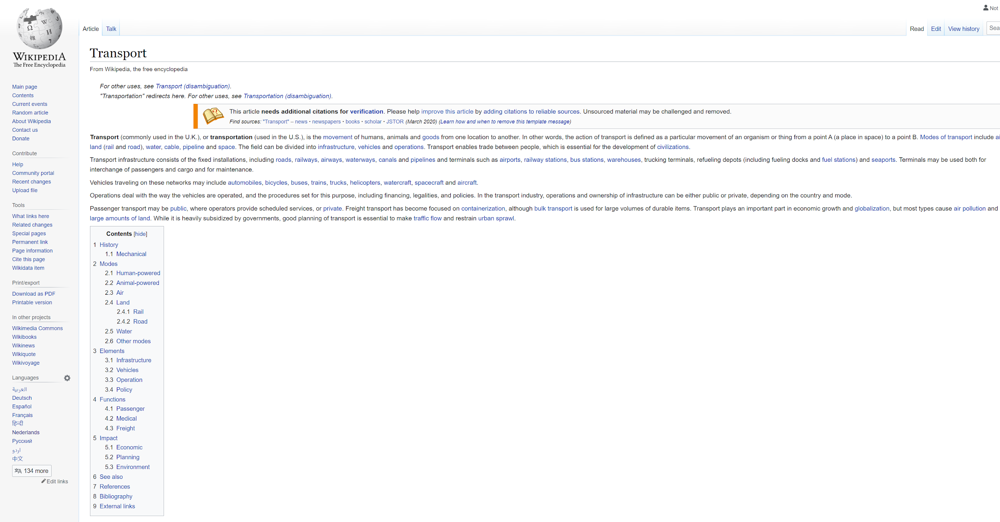 WIKIPEDIA
The Free Encyclopedia
Main page
Contents
Current events
Random article
About Wikipedia
Contact us
Donate
Contribute
Help
Community portal
Recent changes
Upload file
Tools
What links here
Related changes
Special pages
Permanent link
Page information
Cite this page
Wikidata item
Print/export
Download as PDF
Printable version
In other projects
Wikimedia Commons
Wikibooks
Wikinews
Wikiquote
Wikivoyage
Languages
العربية
Deutsch
Español
Français
हिन्दी
Nederlands
Русский
اردو
中文
134 more
Edit links
Not
Article Talk
Read Edit View history Sea
Transport
From Wikipedia, the free encyclopedia
For other uses, see Transport (disambiguation).
"Transportation" redirects here. For other uses, see Transportation (disambiguation).
This article needs additional citations for verification. Please help improve this article by adding citations to reliable sources. Unsourced material may be challenged and removed.
Find sources: "Transport" – news · newspapers · books · scholar · JSTOR (March 2020) (Learn how and when to remove this template message)
Transport (commonly used in the U.K.), or transportation (used in the U.S.), is the movement of humans, animals and goods from one location to another. In other words, the action of transport is defined as a particular movement of an organism or thing from a point A (a place in space) to a point B. Modes of transport include ai
land (rail and road), water, cable, pipeline and space. The field can be divided into infrastructure, vehicles and operations. Transport enables trade between people, which is essential for the development of civilizations.
Transport infrastructure consists of the fixed installations, including roads, railways, airways, waterways, canals and pipelines and terminals such as airports, railway stations, bus stations, warehouses, trucking terminals, refueling depots (including fueling docks and fuel stations) and seaports. Terminals may be used both for
interchange of passengers and cargo and for maintenance.
Vehicles traveling on these networks may include automobiles, bicycles, buses, trains, trucks, helicopters, watercraft, spacecraft and aircraft.
Operations deal with the way the vehicles are operated, and the procedures set for this purpose, including financing, legalities, and policies. In the transport industry, operations and ownership of infrastructure can be either public or private, depending on the country and mode.
Passenger transport may be public, where operators provide scheduled services, or private. Freight transport has become focused on containerization, although bulk transport is used for large volumes of durable items. Transport plays an important part in economic growth and globalization, but most types cause air pollution and
large amounts of land. While it is heavily subsidized by governments, good planning of transport is essential to make traffic flow and restrain urban sprawl.
Contents [hide]
1 History
1.1 Mechanical
2 Modes
2.1 Human-powered
2.2 Animal-powered
2.3 Air
2.4 Land
2.4.1 Rail
2.4.2 Road
2.5 Water
2.6 Other modes
3 Elements
3.1 Infrastructure
3.2 Vehicles
3.3 Operation
3.4 Policy
4 Functions
4.1 Passenger
4.2 Medical
4.3 Freight
5 Impact
5.1 Economic
5.2 Planning
5.3 Environment
6 See also
7 References
8 Bibliography
9 External links